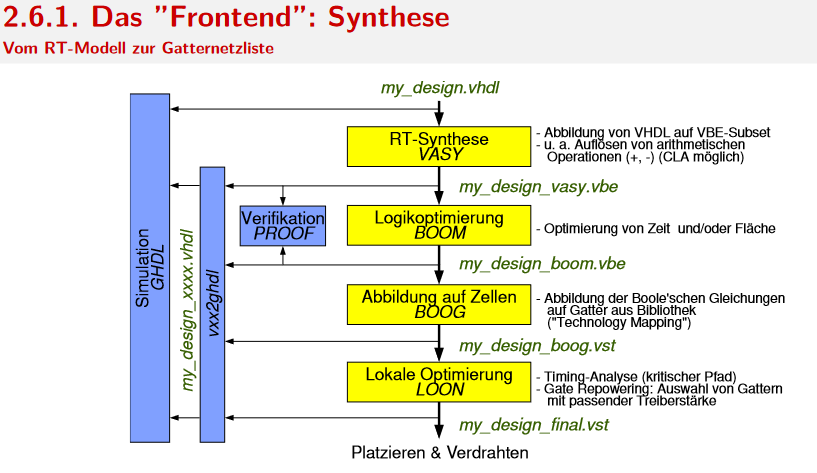 2.6.1. Das "Frontend": Synthese
Vom RT-Modell zur Gatternetzliste
my_design.vhdl
RT-Synthese
VASY
- Abbildung von VHDL auf VBE-Subset
- u. a. Auflösen von arithmetischen
Operationen (+, -) (CLA möglich)
my_design_vasy.vbe
Verifikation
PROOF
Logikoptimierung
BOOM
- Optimierung von Zeit und/oder Fläche
my_design_boom.vbe
Simulation
GHDL
my_design_xxxx.vhdl
vxx2ghdl
Abbildung auf Zellen
BOOG
- Abbildung der Boole'schen Gleichungen
auf Gatter aus Bibliothek
("Technology Mapping")
my_design_boog.vst
Lokale Optimierung
LOON
- Timing-Analyse (kritischer Pfad)
- Gate Repowering: Auswahl von Gattern
mit passender Treiberstärke
my_design_final.vst
Platzieren & Verdrahten